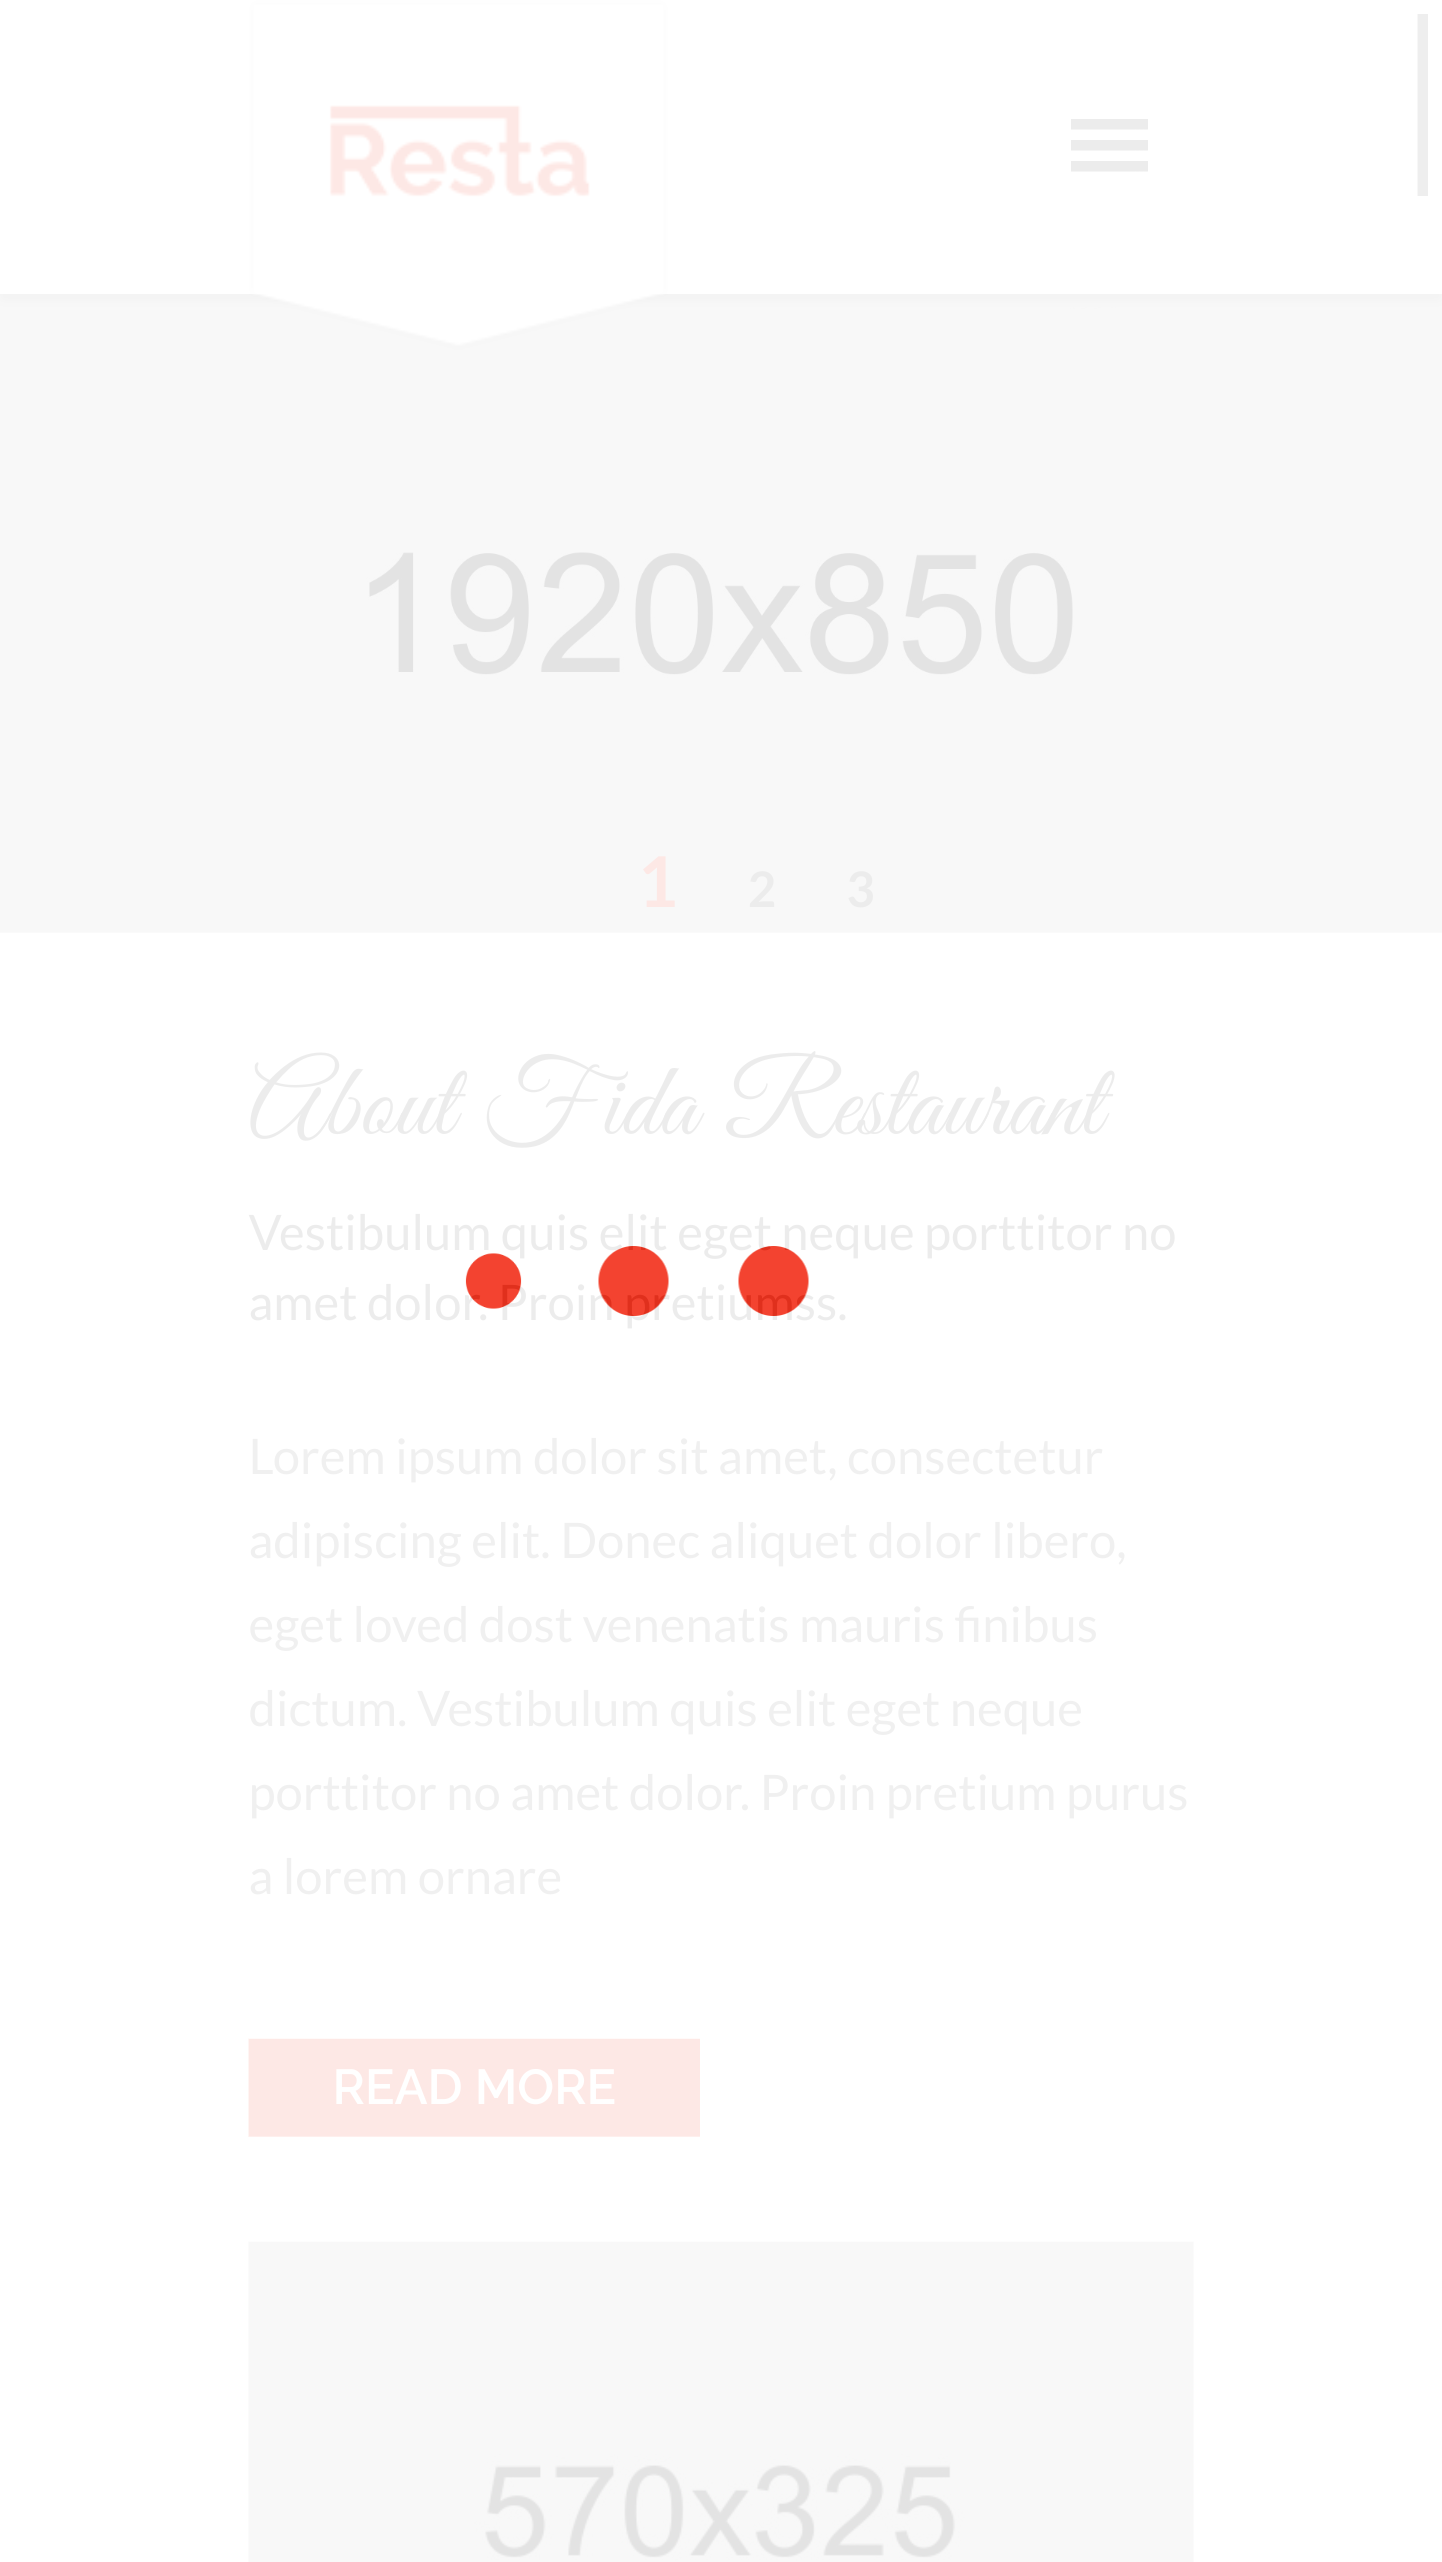 Resta
1920x850
1 2 3
About Fida Restaurant
Vestibulum quis elit eget neque porttitor no
amet dolor. Proin pretiumss.
Lorem ipsum dolor sit amet, consectetur
adipiscing elit. Donec aliquet dolor libero,
eget loved dost venenatis mauris finibus
dictum. Vestibulum quis elit eget neque
porttitor no amet dolor. Proin pretium purus
a lorem ornare
READ MORE
570x325